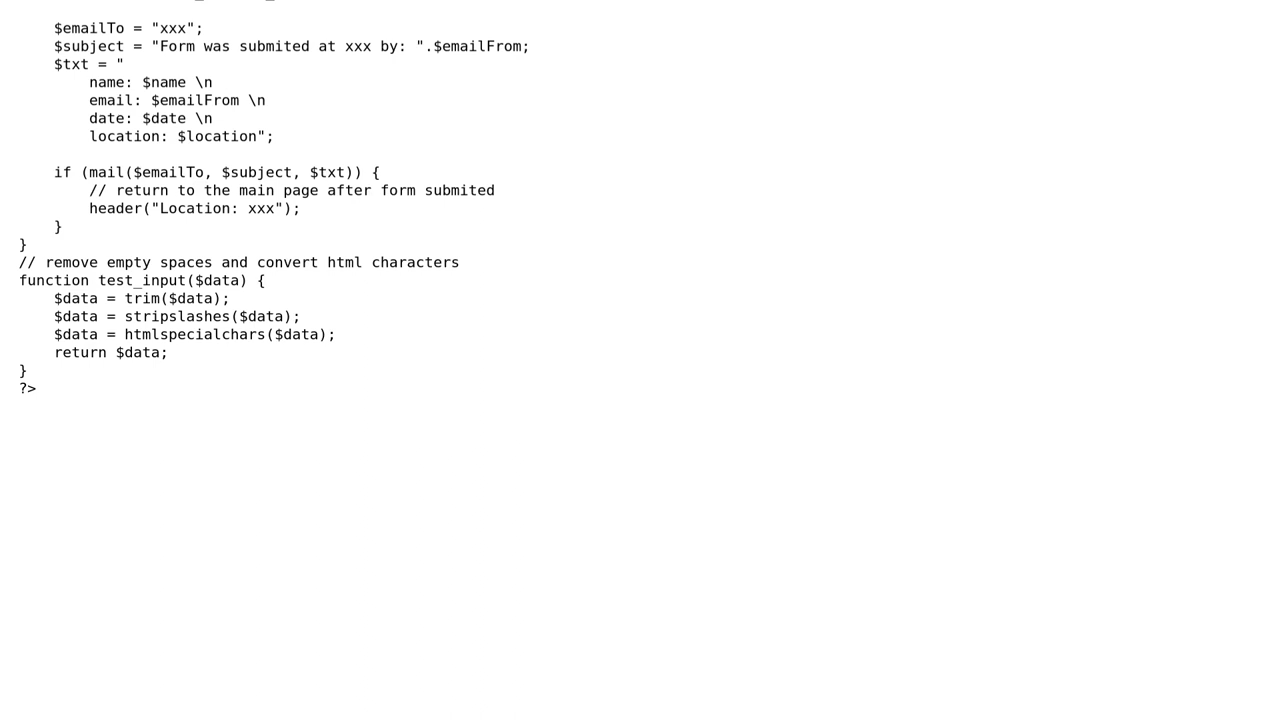 $emailTo = "xxx";
$subject = "Form was submited at xxx by: ".$emailFrom;
$txt = "
name: $name \n
email: $emailFrom \n
date: $date \n
location: $location";
if (mail($emailTo, $subject, $txt)) {
// return to the main page after form submited
header("Location: xxx");
}
}
// remove empty spaces and convert html characters
function test_input($data) {
$data = trim($data);
$data = stripslashes($data);
$data = htmlspecialchars($data);
return $data;
}
?>